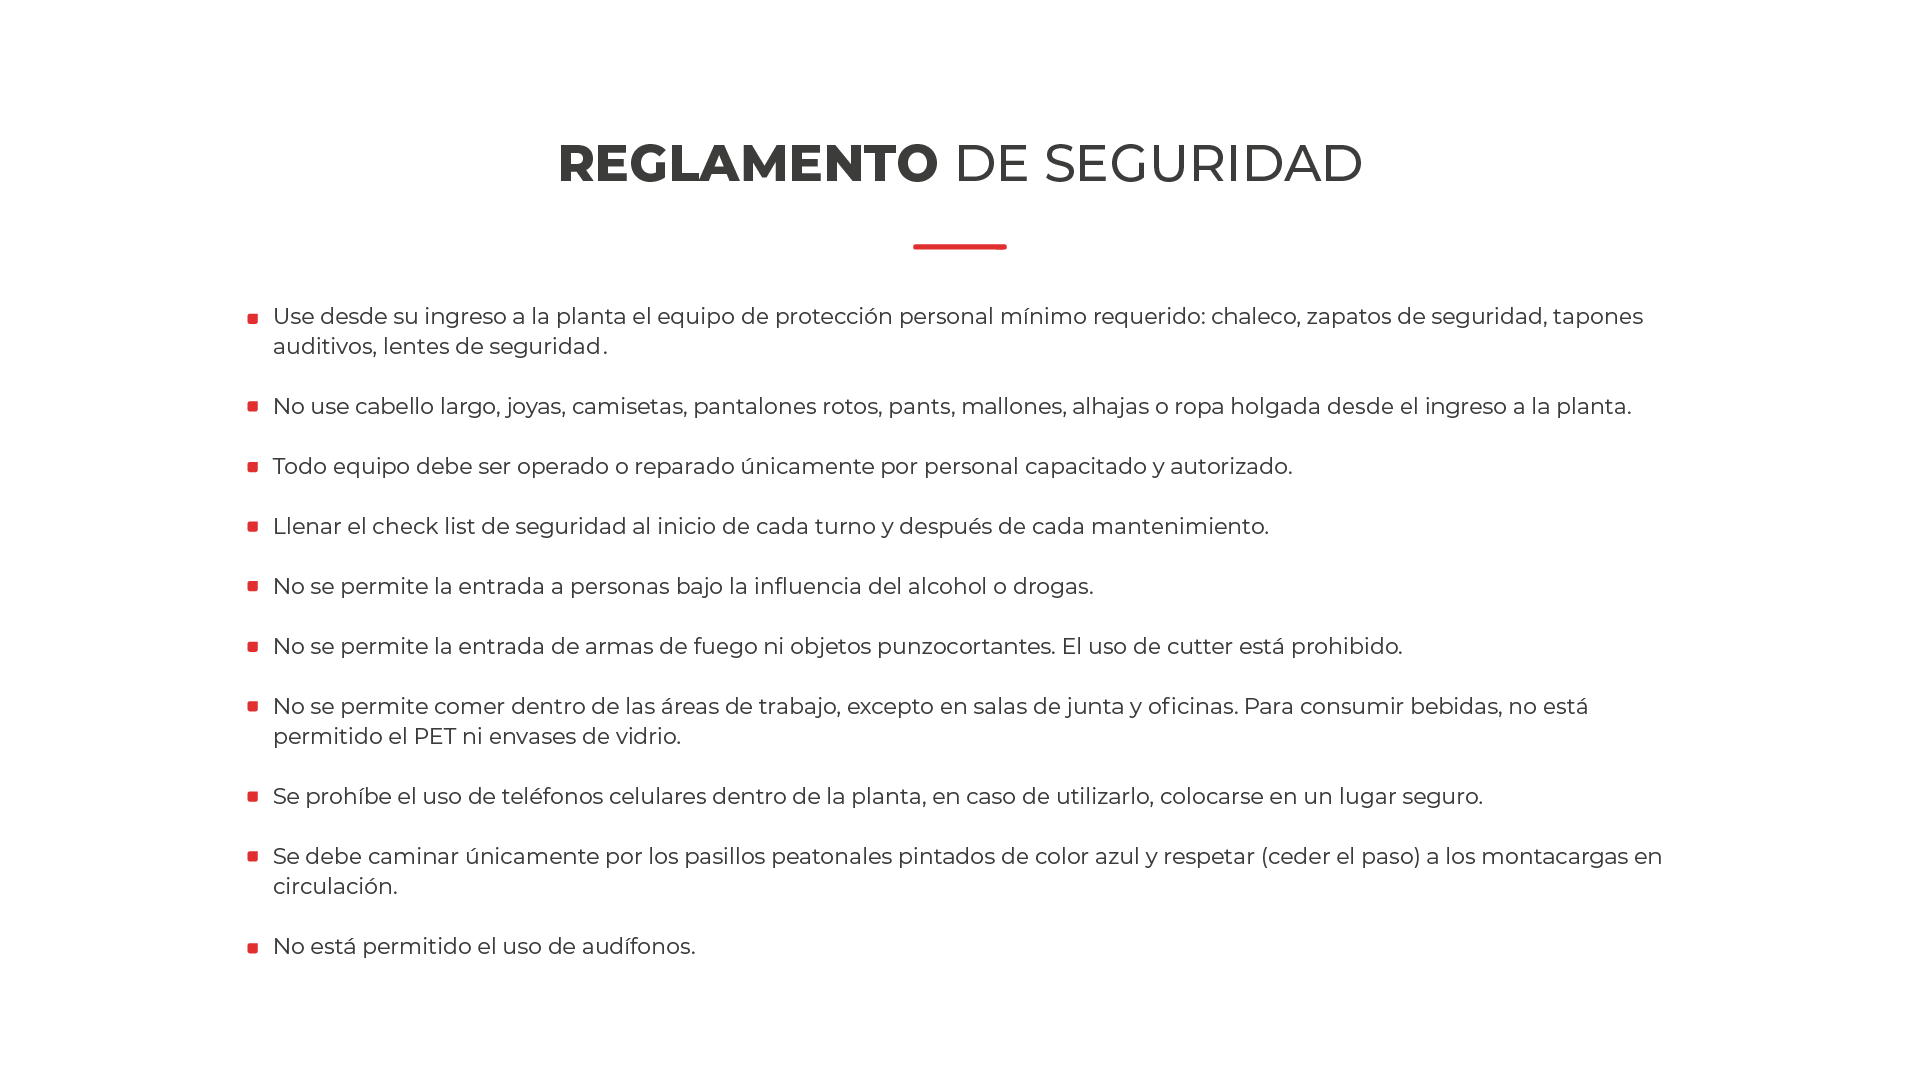 REGLAMENTO DE SEGURIDAD
Use desde su ingreso a la planta el equipo de protección personal mínimo requerido: chaleco, zapatos de seguridad, tapones
auditivos, lentes de seguridad.
No use cabello largo, joyas, camisetas, pantalones rotos, pants, mallones, alhajas o ropa holgada desde el ingreso a la planta.
Todo equipo debe ser operado o reparado únicamente por personal capacitado y autorizado.
Llenar el check list de seguridad al inicio de cada turno y después de cada mantenimiento.
No se permite la entrada a personas bajo la influencia del alcohol o drogas.
No se permite la entrada de armas de fuego ni objetos punzocortantes. El uso de cutter está prohibido.
No se permite comer dentro de las áreas de trabajo, excepto en salas de junta y oficinas. Para consumir bebidas, no está
permitido el PET ni envases de vidrio.
Se prohíbe el uso de teléfonos celulares dentro de la planta, en caso de utilizarlo, colocarse en un lugar seguro.
Se debe caminar únicamente por los pasillos peatonales pintados de color azul y respetar (ceder el paso) a los montacargas en
circulación.
No está permitido el uso de audífonos.